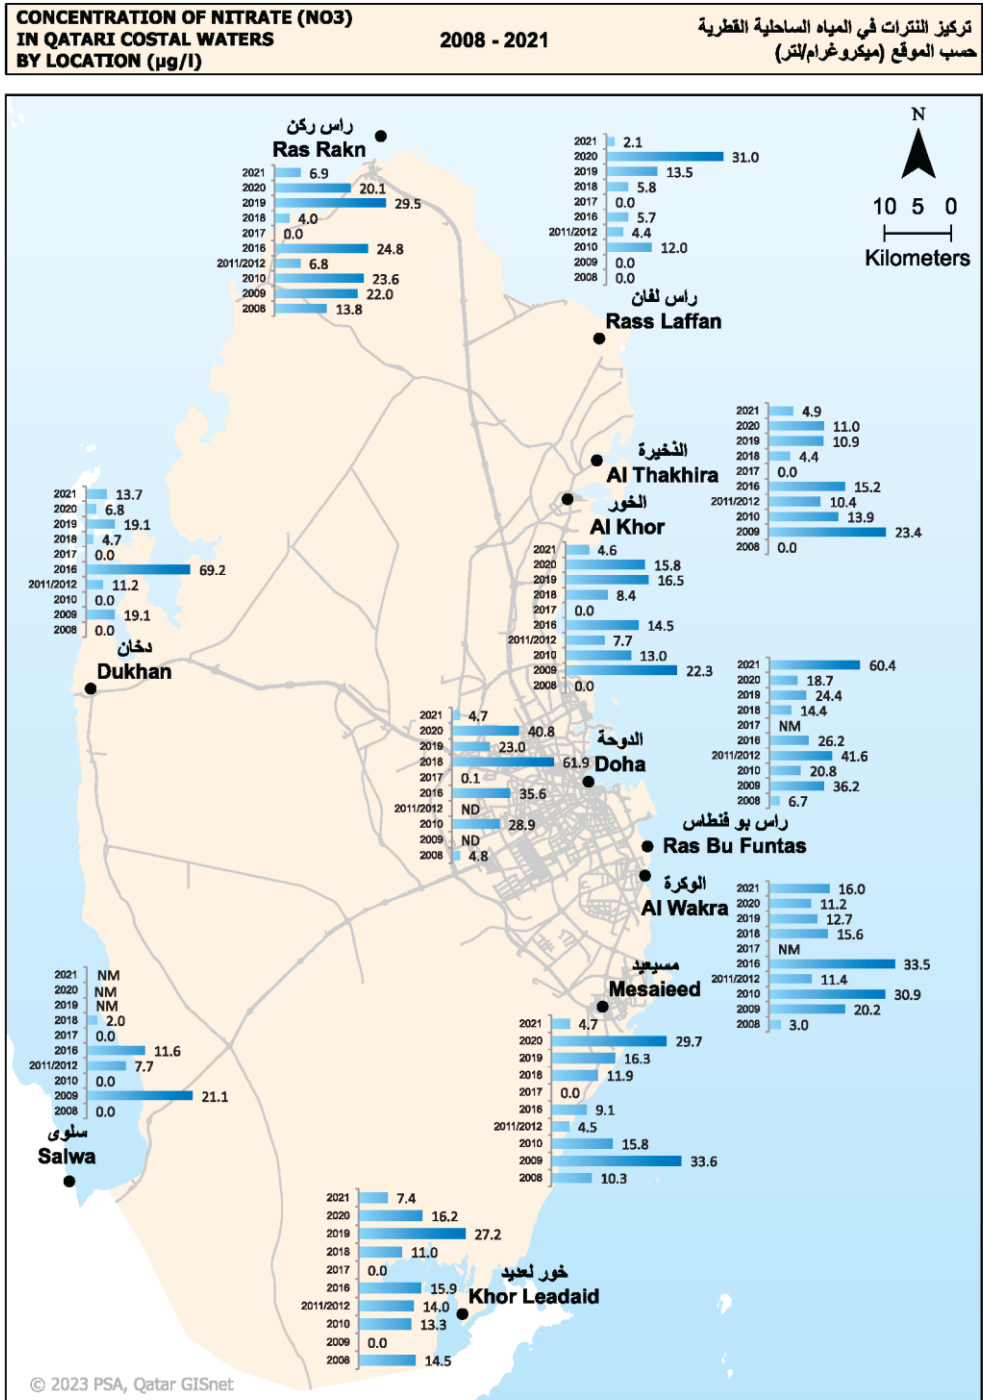 CONCENTRATION OF NITRATE (NO3)
IN QATARI COSTAL WATERS
BY LOCATION (µg/l)
2008 - 2021
تركيز النترات في المياه الساحلية القطرية
حسب الموقع (ميكروغرام/لتر)
N
10 5 0
Kilometers
راس ركن
Ras Rakn
2021 6.9
2020 20.1
2019 29.5
2018 4.0
2017 0.0
2016 24.8
2011/2012 6.8
2010 23.6
2009 22.0
2008 13.8
2021 2.1
2020 31.0
2019 13.5
2018 5.8
2017 0.0
2016 5.7
2011/2012 4.4
2010 12.0
2009 0.0
2008 0.0
راس لفان
Rass Laffan
الذخيرة
Al Thakhira
2021 4.9
2020 11.0
2019 10.9
2018 4.4
2017 0.0
2016 15.2
2011/2012 10.4
2010 13.9
2009 23.4
2008 0.0
الخور
Al Khor
2021 4.6
2020 15.8
2019 16.5
2018 8.4
2017 0.0
2016 14.5
2011/2012 7.7
2010 13.0
2009 22.3
2008 0.0
2021 13.7
2020 6.8
2019 19.1
2018 4.7
2017 0.0
2016 69.2
2011/2012 11.2
2010 0.0
2009 19.1
2008 0.0
دخان
Dukhan
2021 4.7
2020 40.8
2019 23.0
2018 61.9
2017 0.1
2016 35.6
2011/2012 ND
2010 28.9
2009 ND
2008 4.8
الدوحة
Doha
2021 60.4
2020 18.7
2019 24.4
2018 14.4
2017 NM
2016 26.2
2011/2012 41.6
2010 20.8
2009 36.2
2008 6.7
راس بو فنطاس
Ras Bu Funtas
الوكرة
Al Wakra
2021 16.0
2020 11.2
2019 12.7
2018 15.6
2017 NM
2016 33.5
2011/2012 11.4
2010 30.9
2009 20.2
2008 3.0
مسيعيد
Mesaieed
2021 4.7
2020 29.7
2019 16.3
2018 11.9
2017 0.0
2016 9.1
2011/2012 4.5
2010 15.8
2009 33.6
2008 10.3
2021 NM
2020 NM
2019 NM
2018 2.0
2017 0.0
2016 11.6
2011/2012 7.7
2010 0.0
2009 21.1
2008 0.0
سلوى
Salwa
2021 7.4
2020 16.2
2019 27.2
2018 11.0
2017 0.0
2016 15.9
2011/2012 14.0
2010 13.3
2009 0.0
2008 14.5
خور لعديد
Khor Leadaid
© 2023 PSA, Qatar GISnet